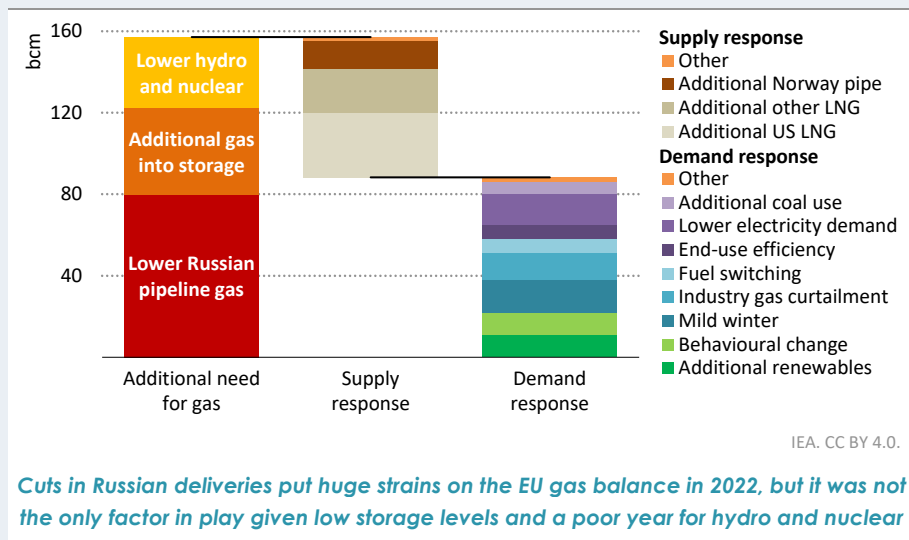 160
bcm
120
80
40
Lower hydro
and nuclear
Additional gas
into storage
Lower Russian
pipeline gas
Additional need
for gas
Supply
response
Demand
response
Supply response
Other
Additional Norway pipe
Additional other LNG
Additional US LNG
Demand response
Other
Additional coal use
Lower electricity demand
End-use efficiency
Fuel switching
Industry gas curtailment
Mild winter
Behavioural change
Additional renewables
IEA. CC BY 4.0.
Cuts in Russian deliveries put huge strains on the EU gas balance in 2022, but it was not
the only factor in play given low storage levels and a poor year for hydro and nuclear